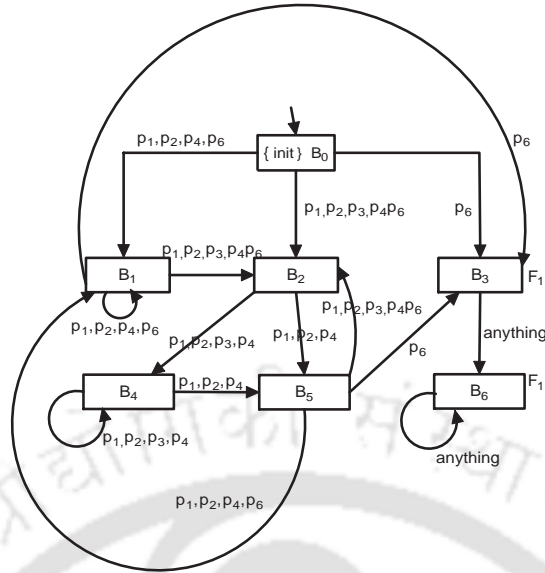 p1,p2,p4,p6
{ init } B0
p6
p1,p2,p3,p4p6
p6
p1,p2,p3,p4p6
B1
B2
B3
F1
p1,p2,p4,p6
p1,p2,p3,p4
p1,p2,p4
p1,p2,p3,p4p6
p6
anything
B4
p1,p2,p4
B5
B6
F1
p1,p2,p3,p4
anything
p1,p2,p4,p6